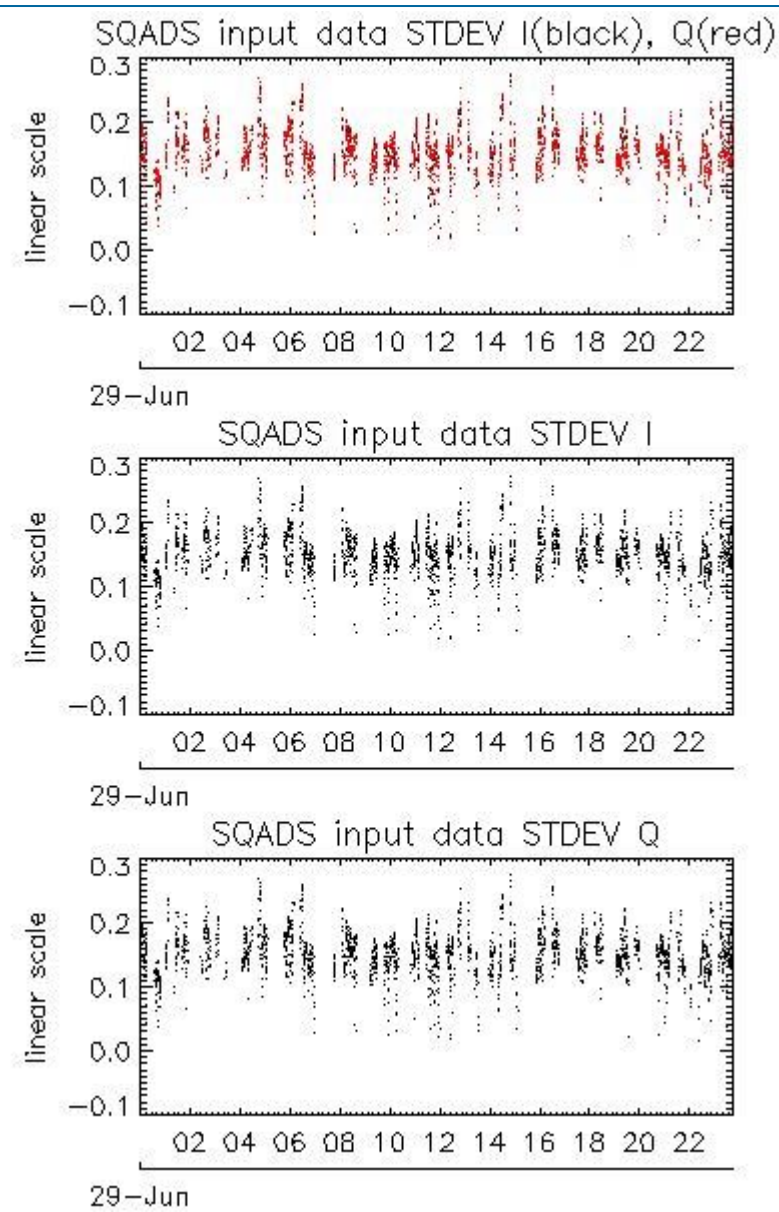 SQADS input data STDEV I(black), Q(red)
0.3
0.2
0.1
0.0
-0.1
linear scale
02 04 06 08 10 12 14 16 18 20 22
29-Jun
SQADS input data STDEV I
0.3
0.2
0.1
0.0
-0.1
linear scale
02 04 06 08 10 12 14 16 18 20 22
29-Jun
SQADS input data STDEV Q
0.3
0.2
0.1
0.0
-0.1
linear scale
02 04 06 08 10 12 14 16 18 20 22
29-Jun